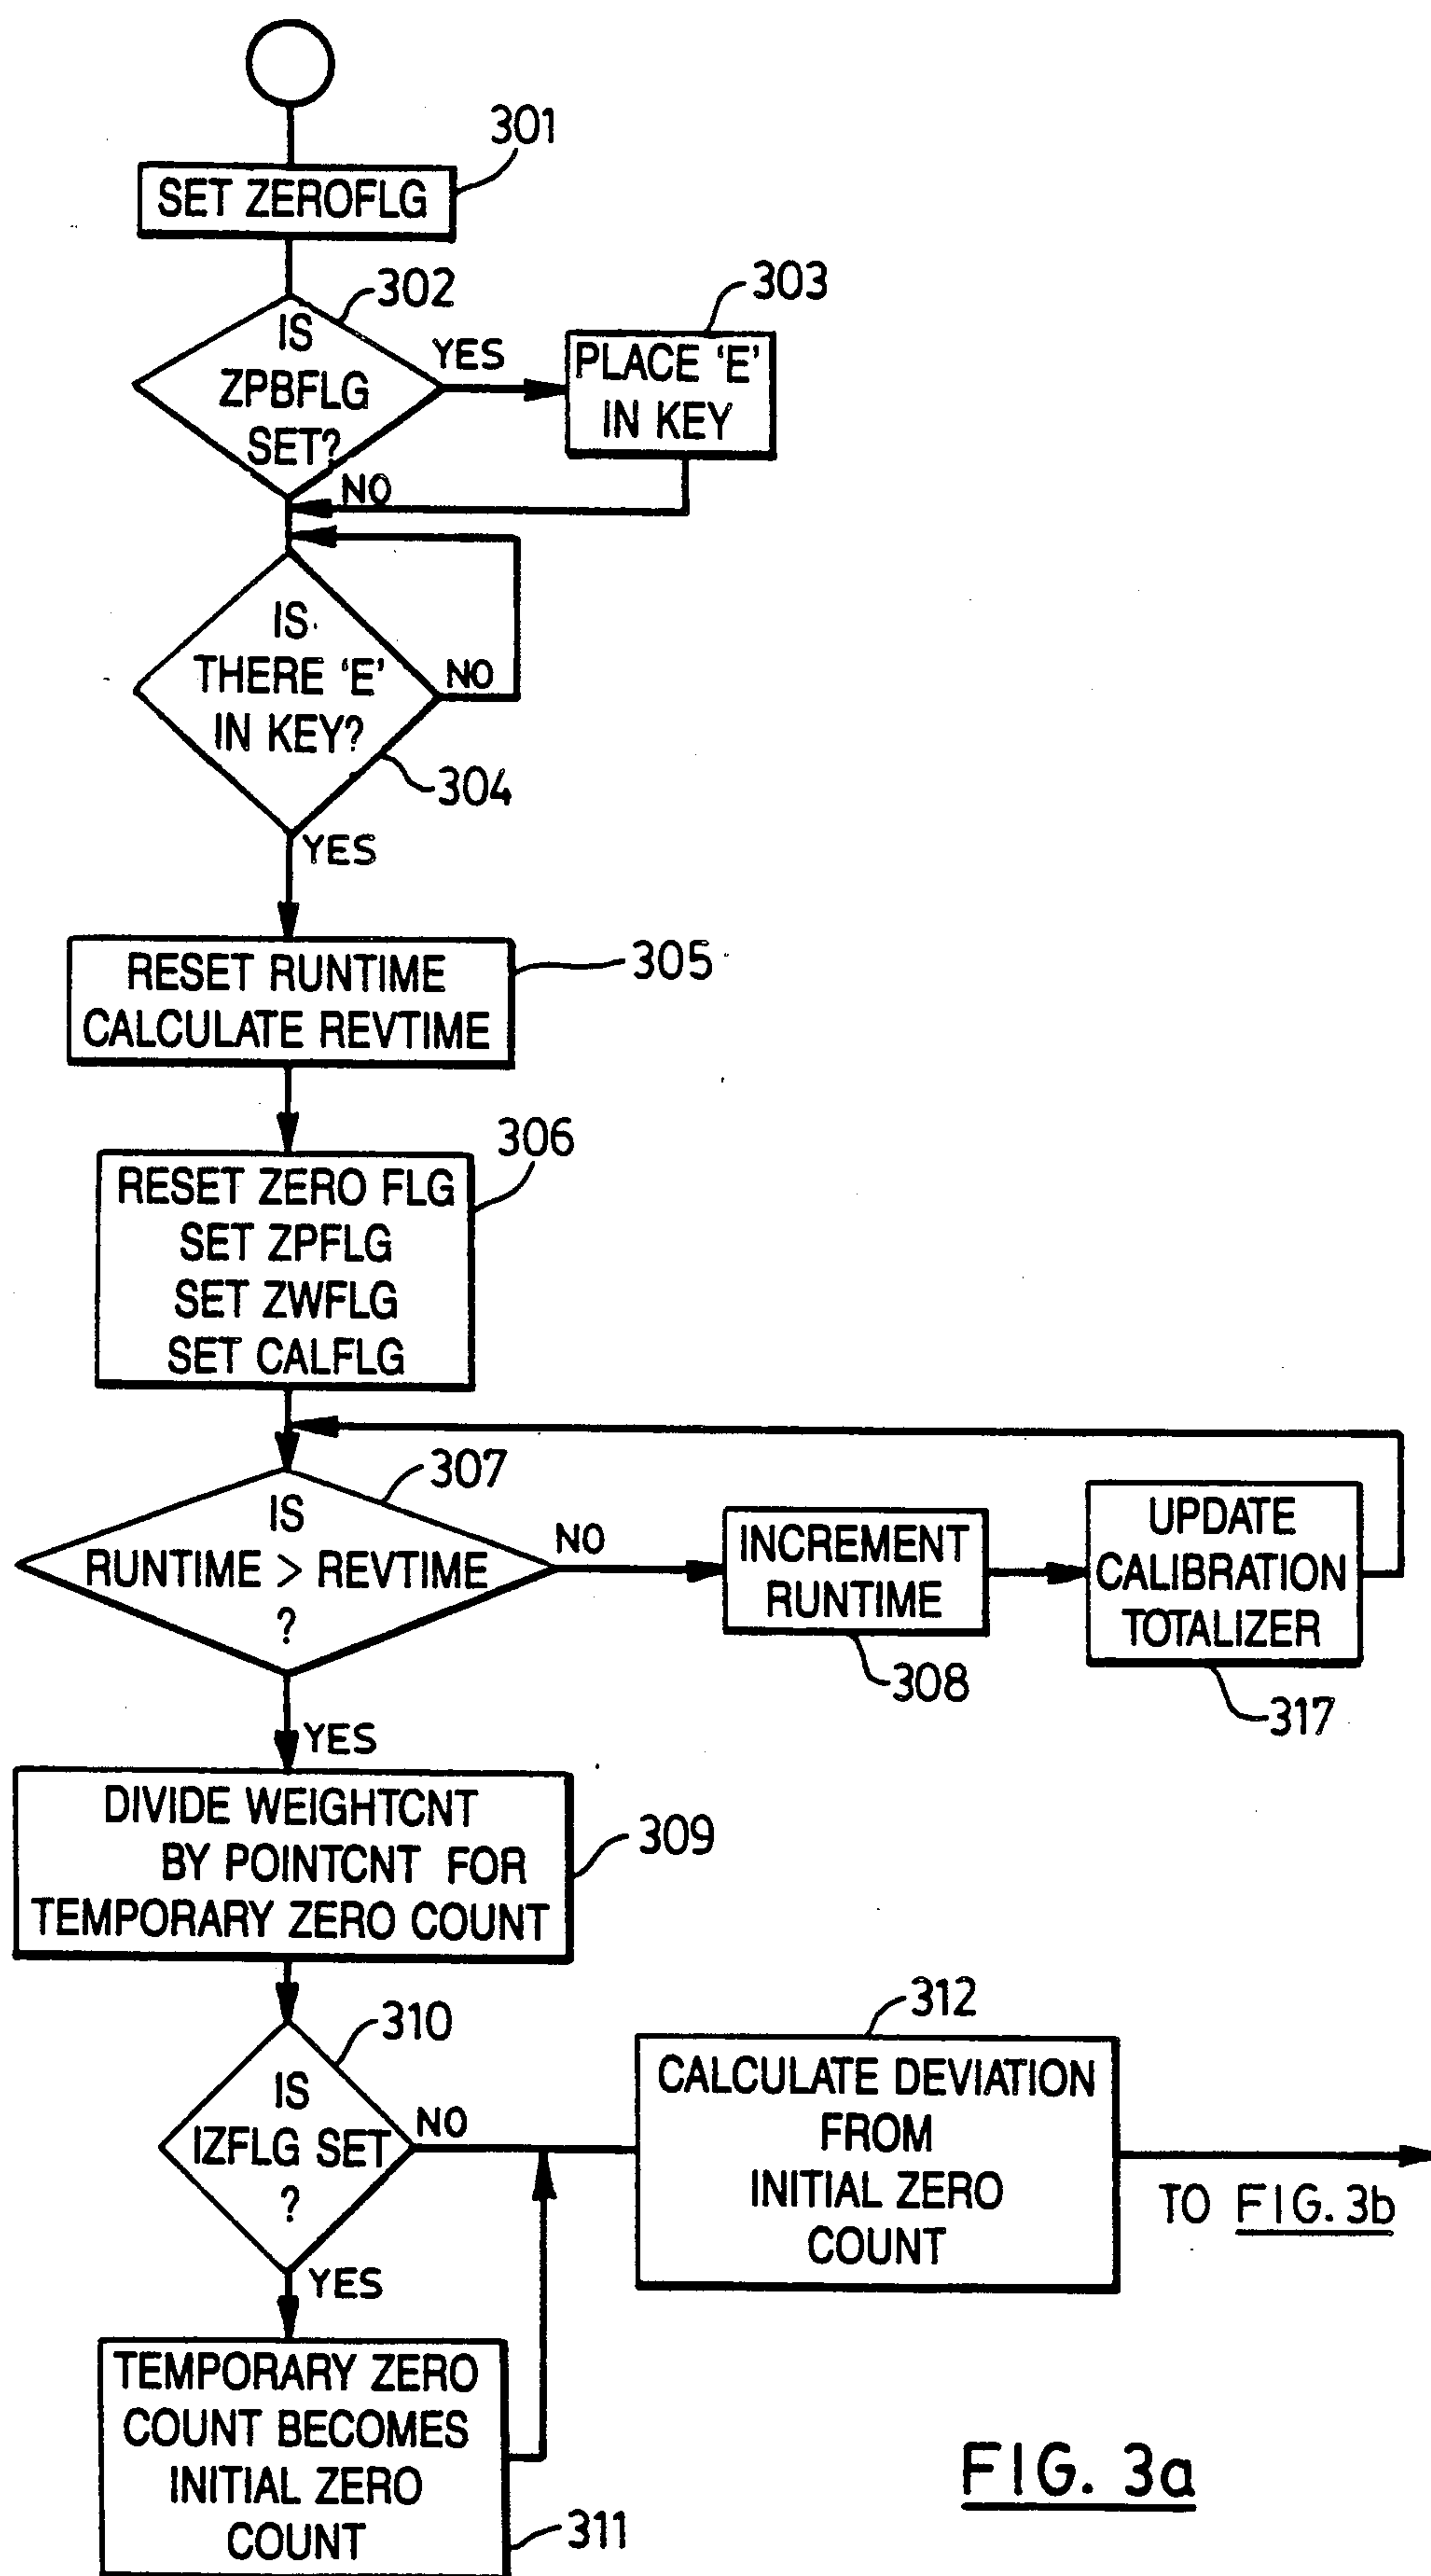 301
SET ZEROFLG
302
IS
ZPBFLG
SET?
YES
303
PLACE 'E'
IN KEY
NO
IS
THERE 'E'
IN KEY?
NO
304
YES
RESET RUNTIME
CALCULATE REVTIME
305
306
RESET ZERO FLG
SET ZPFLG
SET ZWFLG
SET CALFLG
307
IS
RUNTIME > REVTIME
?
NO
INCREMENT
RUNTIME
308
UPDATE
CALIBRATION
TOTALIZER
317
YES
DIVIDE WEIGHTCNT
BY POINTCNT FOR
TEMPORARY ZERO COUNT
309
310
IS
IZFLG SET
?
NO
312
CALCULATE DEVIATION
FROM
INITIAL ZERO
COUNT
TO FIG. 3b
YES
TEMPORARY ZERO
COUNT BECOMES
INITIAL ZERO
COUNT
311
FIG. 3a